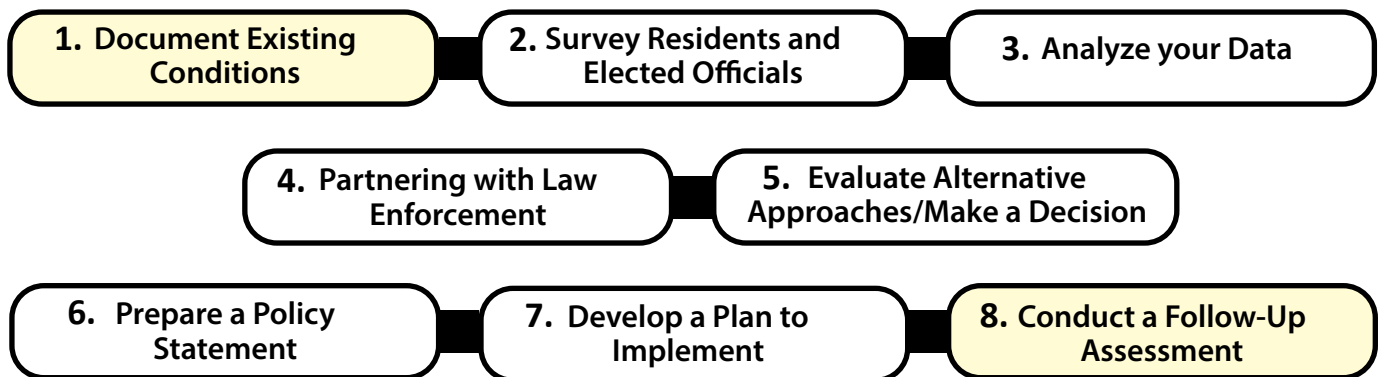 1. Document Existing
Conditions
2. Survey Residents and
Elected Officials
3. Analyze your Data
4. Partnering with Law
Enforcement
5. Evaluate Alternative
Approaches/Make a Decision
6. Prepare a Policy
Statement
7. Develop a Plan to
Implement
8. Conduct a Follow-Up
Assessment